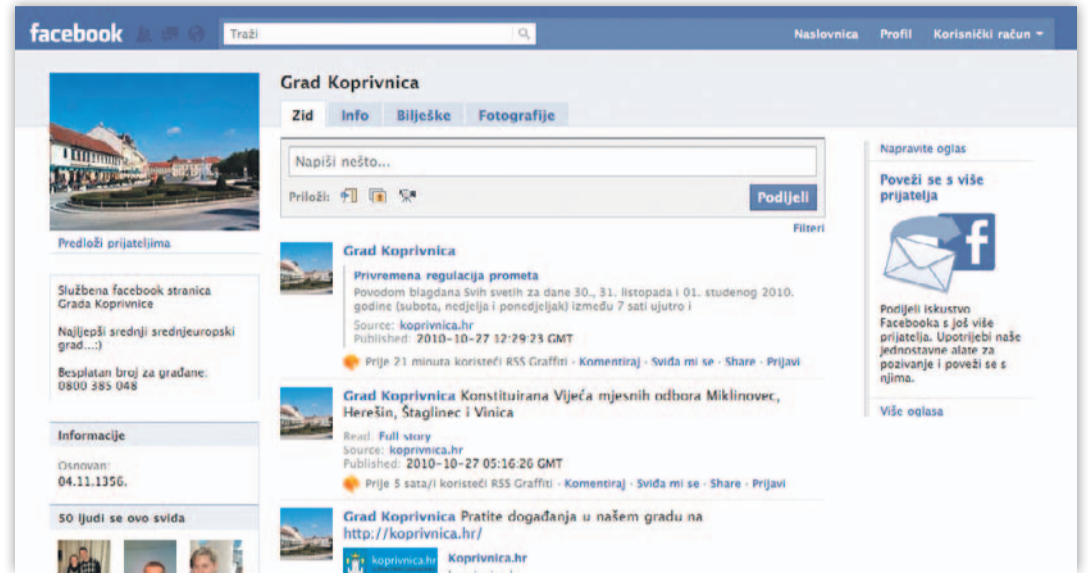 facebook
Traži
Naslovnica Profil Korisnički račun
Grad Koprivnica
Zid Info Bilješke Fotografije
Napiši nešto...
Priloži:
Podijeli
Filteri
Predloži prijateljima
Službena facebook stranica
Grada Koprivnice
Najljepši srednji srednjeuropski
grad...:)
Besplatan broj za građane:
0800 385 048
Informacije
Osnovan:
04.11.1356.
50 ljudi se ovo sviđa
Grad Koprivnica
Privremena regulacija prometa
Povodom blagdana Svih svetih za dane 30., 31. listopada i 01. studenog 2010.
godine (subota, nedjelja i ponedjeljak) između 7 sati ujutro i
Source: koprivnica.hr
Published: 2010-10-27 12:29:23 GMT
Prije 21 minuta koristeći RSS Graffiti · Komentiraj · Sviđa mi se · Share · Prijavi
Grad Koprivnica Konstituirana Vijeća mjesnih odbora Miklinovec,
Herešin, Štaglinec i Vinica
Read: Full story
Source: koprivnica.hr
Published: 2010-10-27 05:16:26 GMT
Prije 5 sata/i koristeći RSS Graffiti · Komentiraj · Sviđa mi se · Share · Prijavi
Grad Koprivnica Pratite događanja u našem gradu na
http://koprivnica.hr/
koprivnica.hr
Koprivnica.hr
Napravite oglas
Poveži se s više
prijatelja
f
Podijeli iskustvo
Facebooka s još više
prijatelja. Upotrijebi naše
jednostavne alate za
pozivanje i poveži se s
njima.
Više oglasa